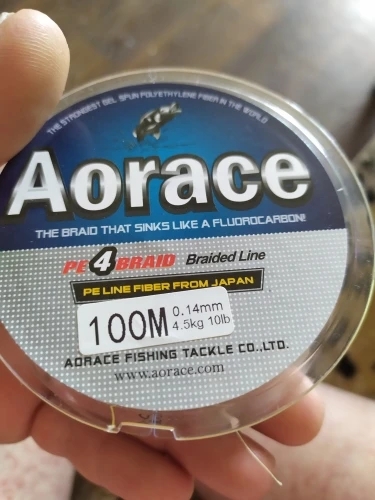 THE STRONGEST GEL SPUN POLYETHYLENE FIBER IN THE WORLD
Aorace
THE BRAID THAT SINKS LIKE A FLUOROCARBON!
PE 4 BRAID Braided Line
PE LINE FIBER FROM JAPAN
100M 0.14mm
4.5kg 10lb
AORACE FISHING TACKLE CO.,LTD.
www.aorace.com